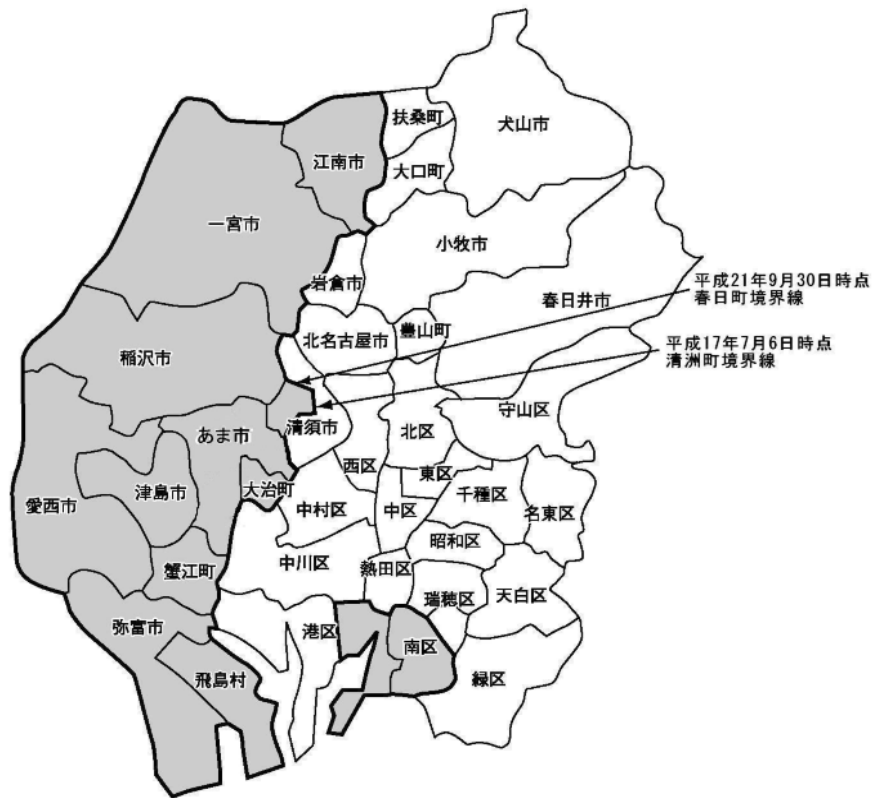 扶桑町
犬山市
江南市
大口町
一宮市
小牧市
岩倉市
平成21年9月30日時点
春日町境界線
春日井市
北名古屋市
豊山町
平成17年7月6日時点
清洲町境界線
稲沢市
守山区
あま市
清須市
北区
西区
東区
千種区
愛西市
津島市
大治町
中村区
中区
名東区
昭和区
蟹江町
中川区
熱田区
瑞穂区
天白区
弥富市
港区
南区
飛島村
緑区